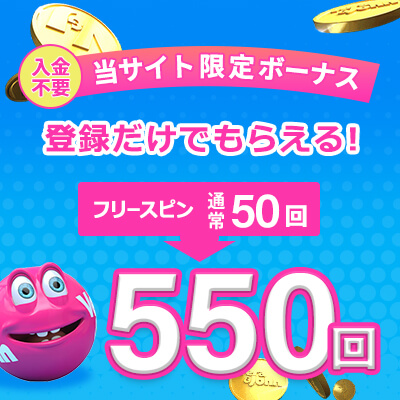 入金
不要
当サイト限定ボーナス
登録だけでもらえる!
フリースピン 通常 50回
550回